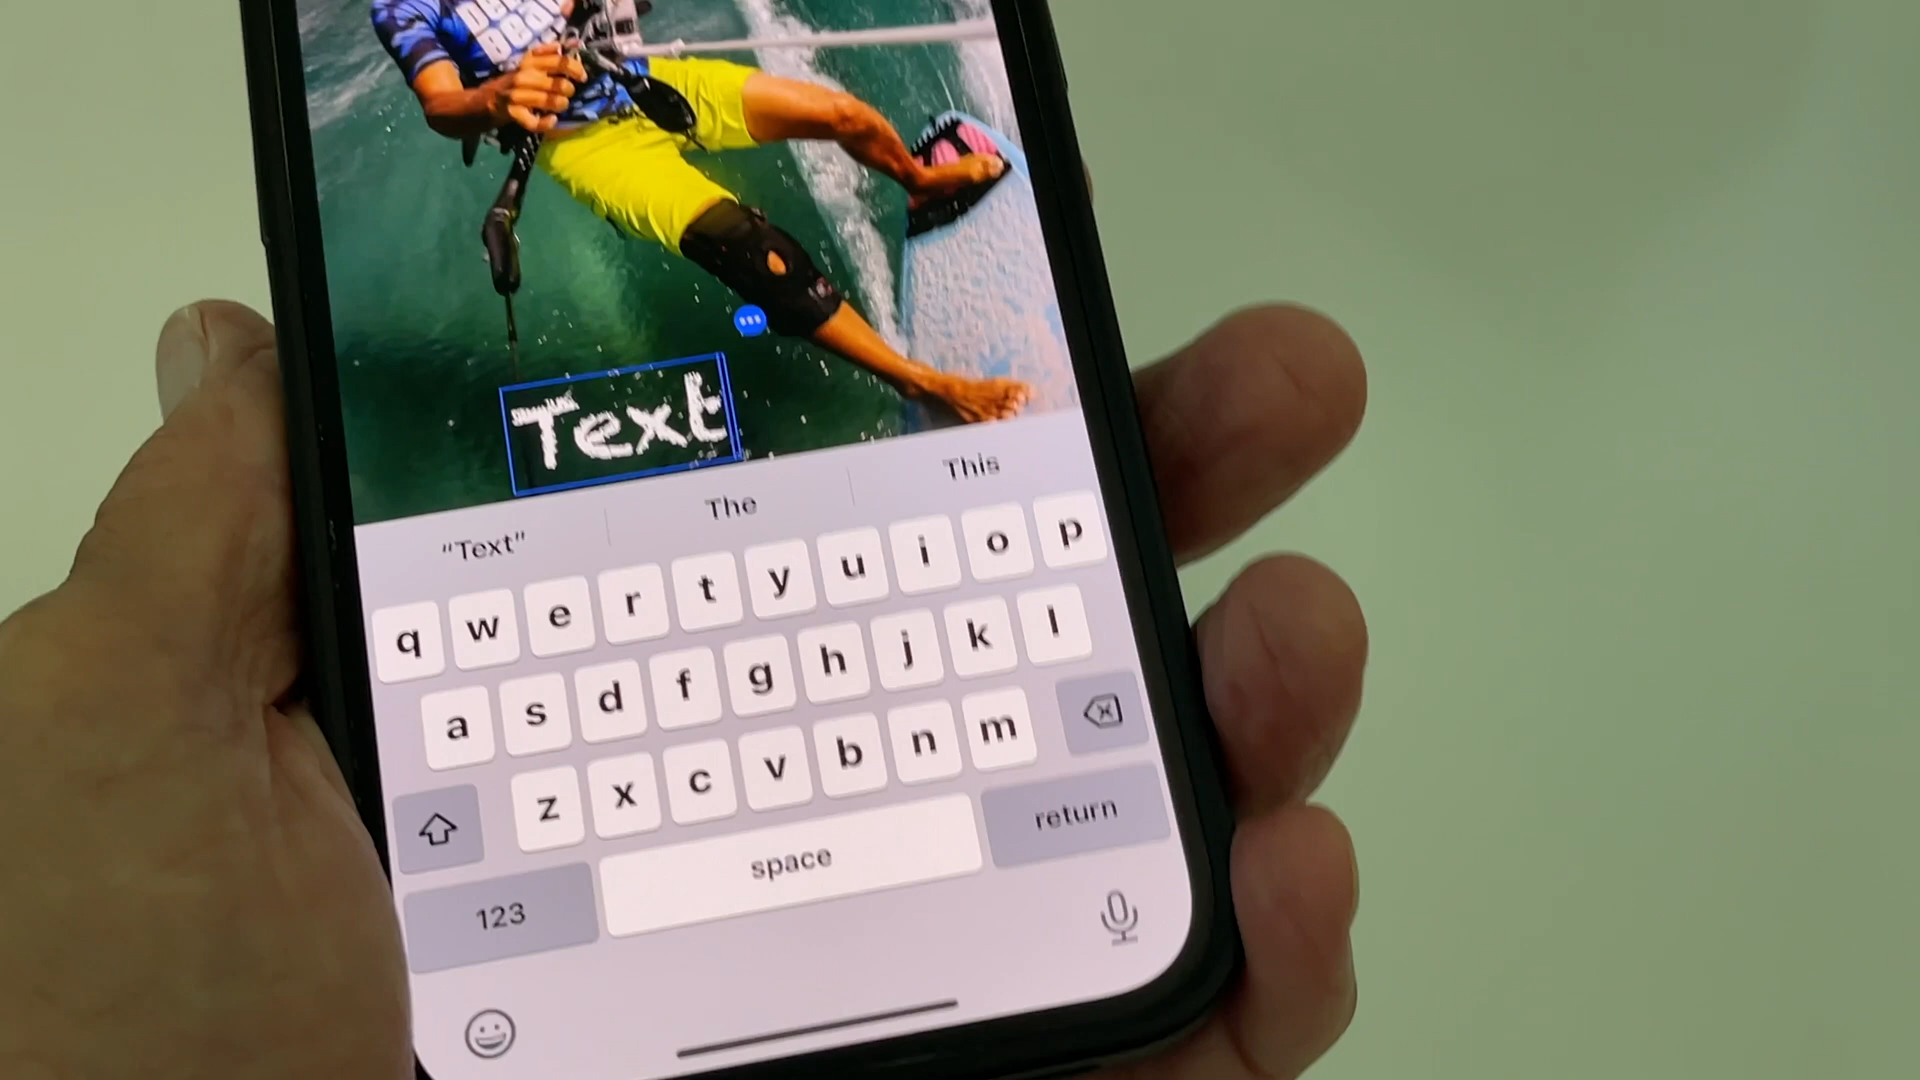 Text
“Text”
The
This
q w e r t y u i o p
a s d f g h j k l
z x c v b n m
123
space
return